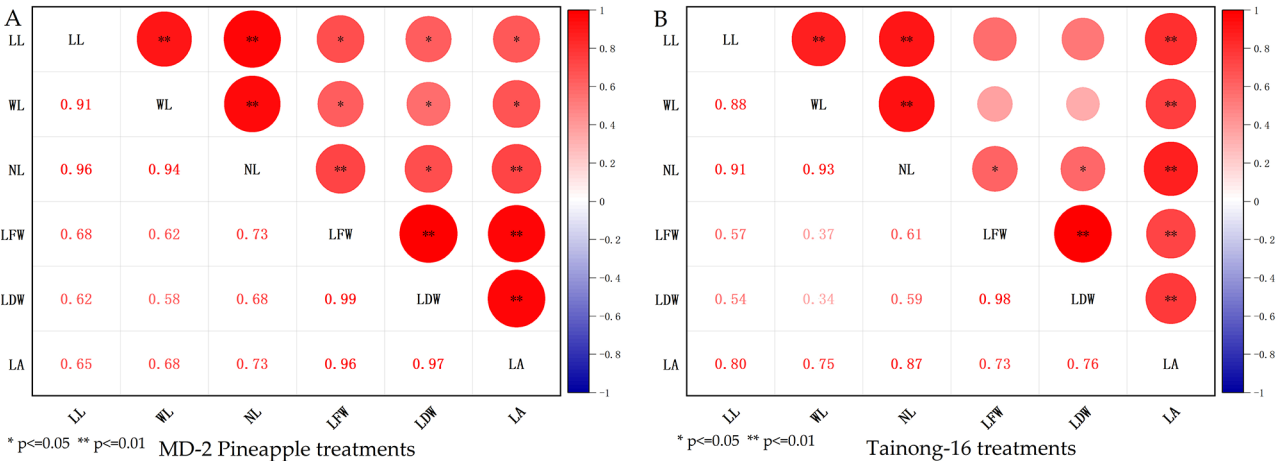 A
LL LL ** ** * * *
WL 0.91 WL ** * * *
NL 0.96 0.94 NL ** * **
LFW 0.68 0.62 0.73 LFW ** **
LDW 0.62 0.58 0.68 0.99 LDW **
LA 0.65 0.68 0.73 0.96 0.97 LA
LL WL NL LFW LDW LA
1
0.8
0.6
0.4
0.2
0
-0.2
-0.4
-0.6
-0.8
-1
* p<=0.05 ** p<=0.01
MD-2 Pineapple treatments
B
LL LL ** ** **
WL 0.88 WL ** **
NL 0.91 0.93 NL * * **
LFW 0.57 0.37 0.61 LFW ** **
LDW 0.54 0.34 0.59 0.98 LDW **
LA 0.80 0.75 0.87 0.73 0.76 LA
LL WL NL LFW LDW LA
1
0.8
0.6
0.4
0.2
0
-0.2
-0.4
-0.6
-0.8
-1
* p<=0.05 ** p<=0.01
Tainong-16 treatments